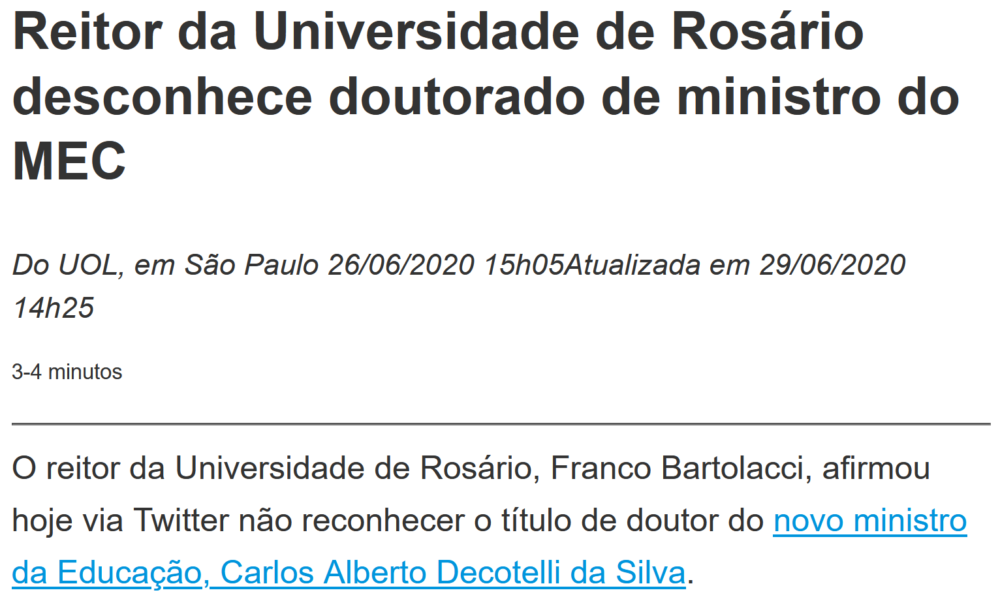 Reitor da Universidade de Rosário
desconhece doutorado de ministro do
MEC
Do UOL, em São Paulo 26/06/2020 15h05Atualizada em 29/06/2020
14h25
3-4 minutos
O reitor da Universidade de Rosário, Franco Bartolacci, afirmou
hoje via Twitter não reconhecer o título de doutor do novo ministro
da Educação, Carlos Alberto Decotelli da Silva.